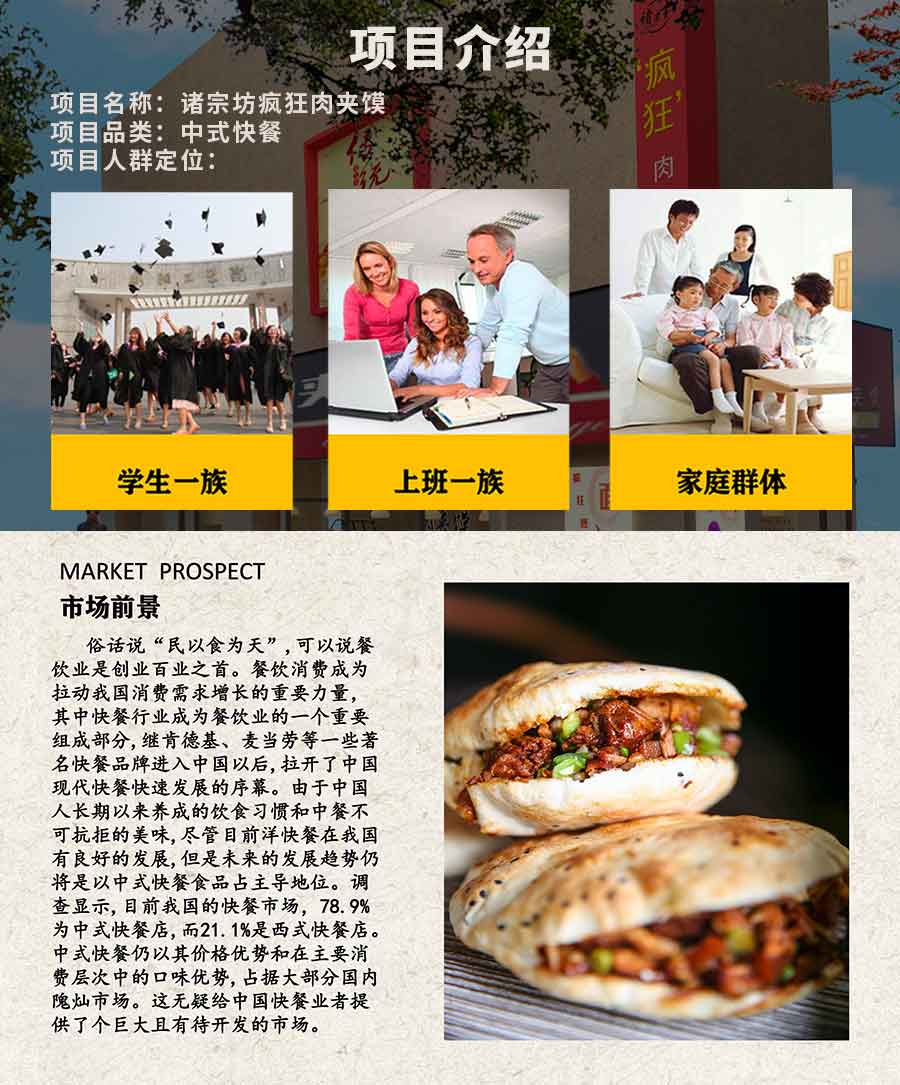 项目介绍
项目名称：诸宗坊疯狂肉夹馍
项目品类：中式快餐
项目人群定位：
‘疯
狂’
肉
学生一族
上班一族
家庭群体
MARKET PROSPECT
市场前景
俗话说“民以食为天”,可以说餐
饮业是创业百业之首。餐饮消费成为
拉动我国消费需求增长的重要力量，
其中快餐行业成为餐饮业的一个重要
组成部分,继肯德基、麦当劳等一些著
名快餐品牌进入中国以后,拉开了中国
现代快餐快速发展的序幕。由于中国
人长期以来养成的饮食习惯和中餐不
可抗拒的美味,尽管目前洋快餐在我国
有良好的发展,但是未来的发展趋势仍
将是以中式快餐食品占主导地位。调
查显示,目前我国的快餐市场，78.9%
为中式快餐店,而21.1%是西式快餐店。
中式快餐仍以其价格优势和在主要消
费层次中的口味优势,占据大部分国内
隗灿市场。这无疑给中国快餐业者提
供了个巨大且有待开发的市场。